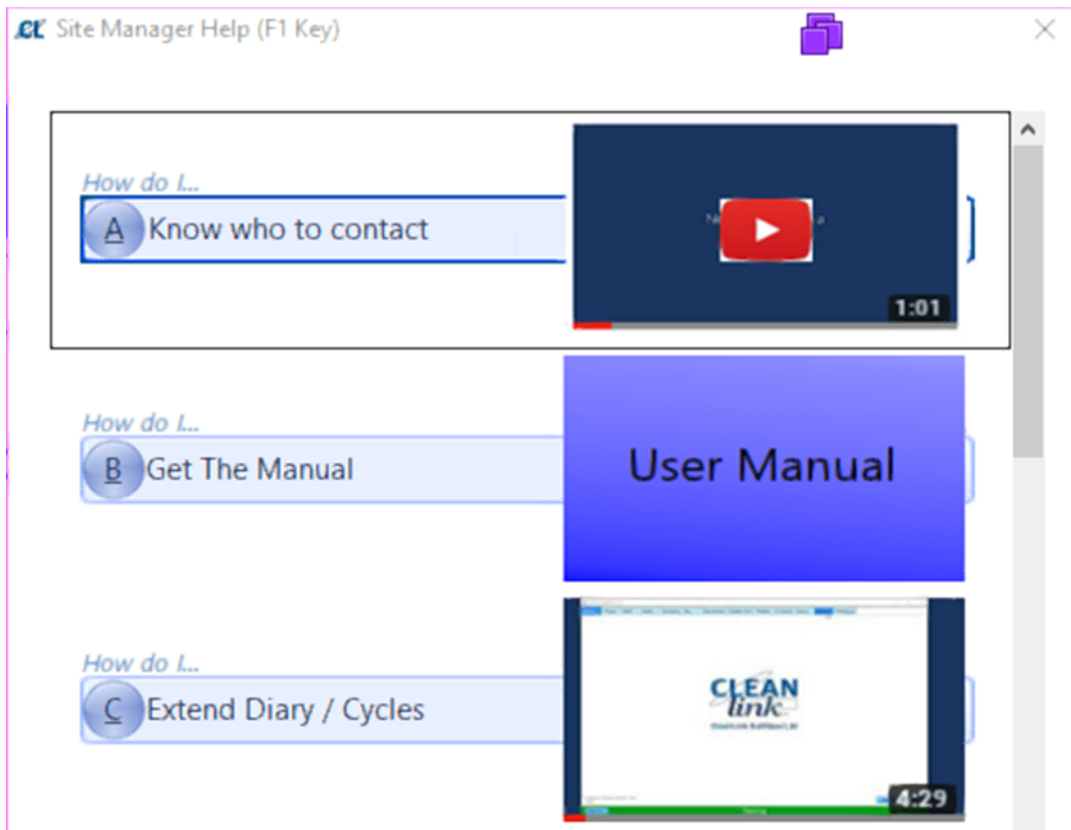 Site Manager Help (F1 Key)
How do I...
A Know who to contact
1:01
How do I...
B Get The Manual
User Manual
How do I...
C Extend Diary / Cycles
CLEAN
link
4:29